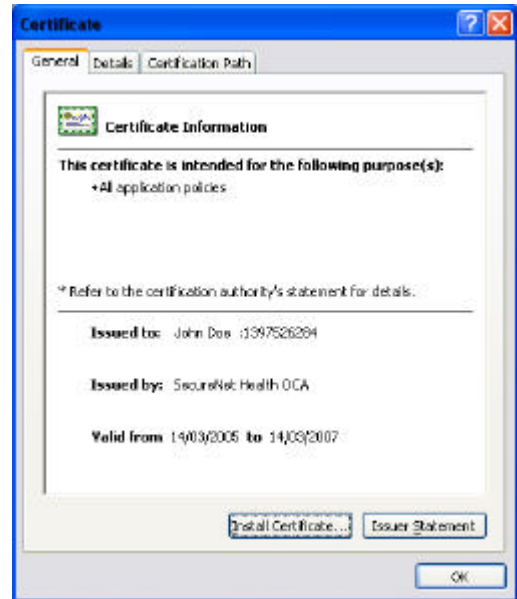 Certificate
General Details Certification Path
Certificate Information
This certificate is intended for the following purpose(s):
•All application policies
* Refer to the certification authority's statement for details.
Issued to: John Doe :1397526284
Issued by: SecureNet Health OCA
Valid from 14/03/2005 to 14/03/2007
Install Certificate... Issuer Statement
OK